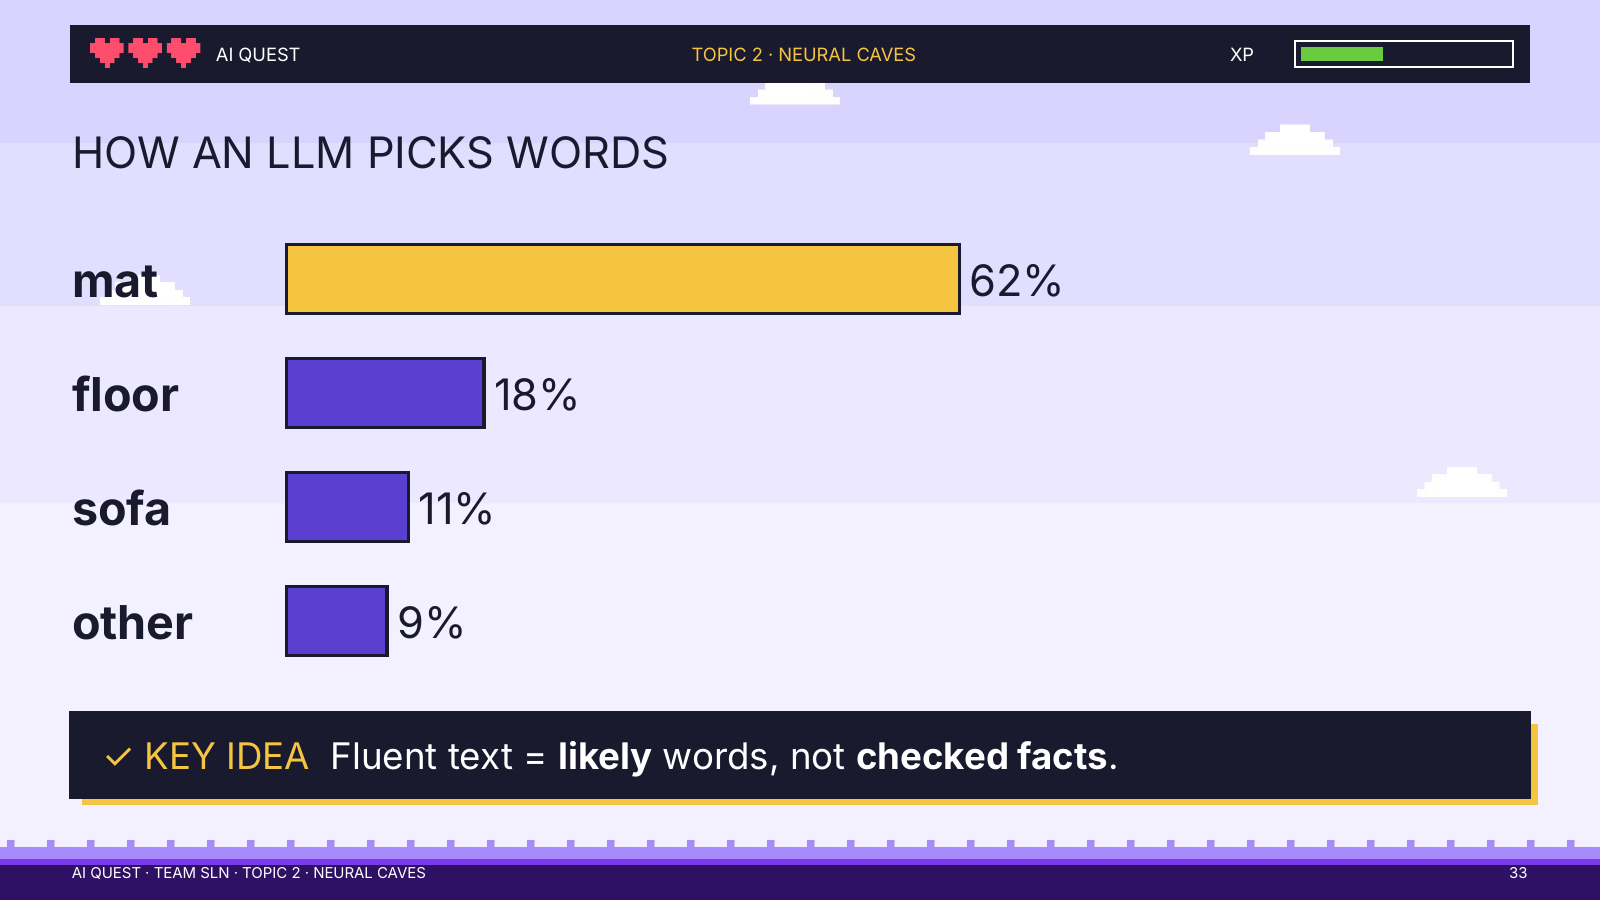 AI QUEST
TOPIC 2 · NEURAL CAVES
XP
HOW AN LLM PICKS WORDS
mat 62%
floor 18%
sofa 11%
other 9%
✓ KEY IDEA Fluent text = likely words, not checked facts.
AI QUEST · TEAM SLN · TOPIC 2 · NEURAL CAVES
33